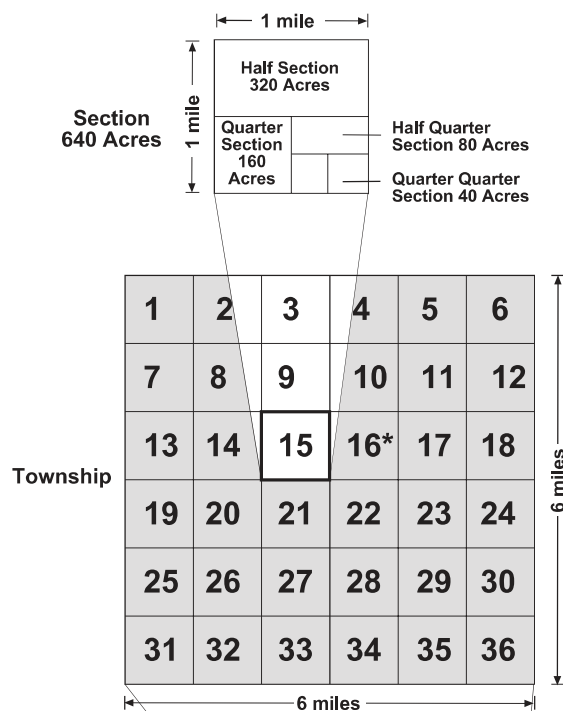 1 mile
Half Section
320 Acres
Section
640 Acres
1 mile
Quarter
Section
160
Acres
Half Quarter
Section 80 Acres
Quarter Quarter
Section 40 Acres
1 2 3 4 5 6
7 8 9 10 11 12
13 14 15 16* 17 18
Township
19 20 21 22 23 24
25 26 27 28 29 30
31 32 33 34 35 36
6 miles
6 miles